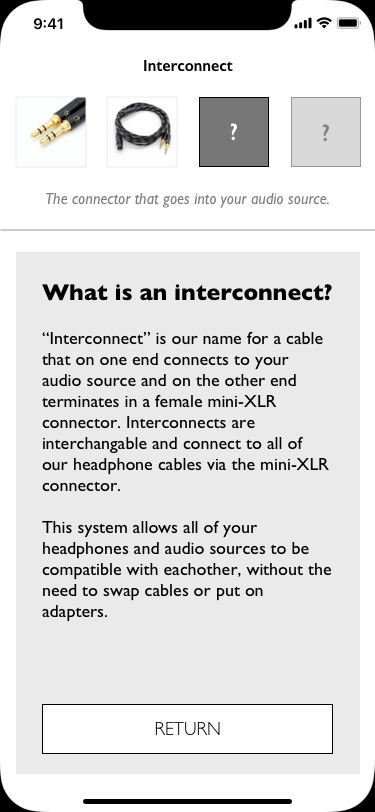 9:41
Interconnect
?
?
The connector that goes into your audio source.
What is an interconnect?
“Interconnect” is our name for a cable
that on one end connects to your
audio source and on the other end
terminates in a female mini-XLR
connector. Interconnects are
interchangable and connect to all of
our headphone cables via the mini-XLR
connector.
This system allows all of your
headphones and audio sources to be
compatible with eachother, without the
need to swap cables or put on
adapters.
RETURN